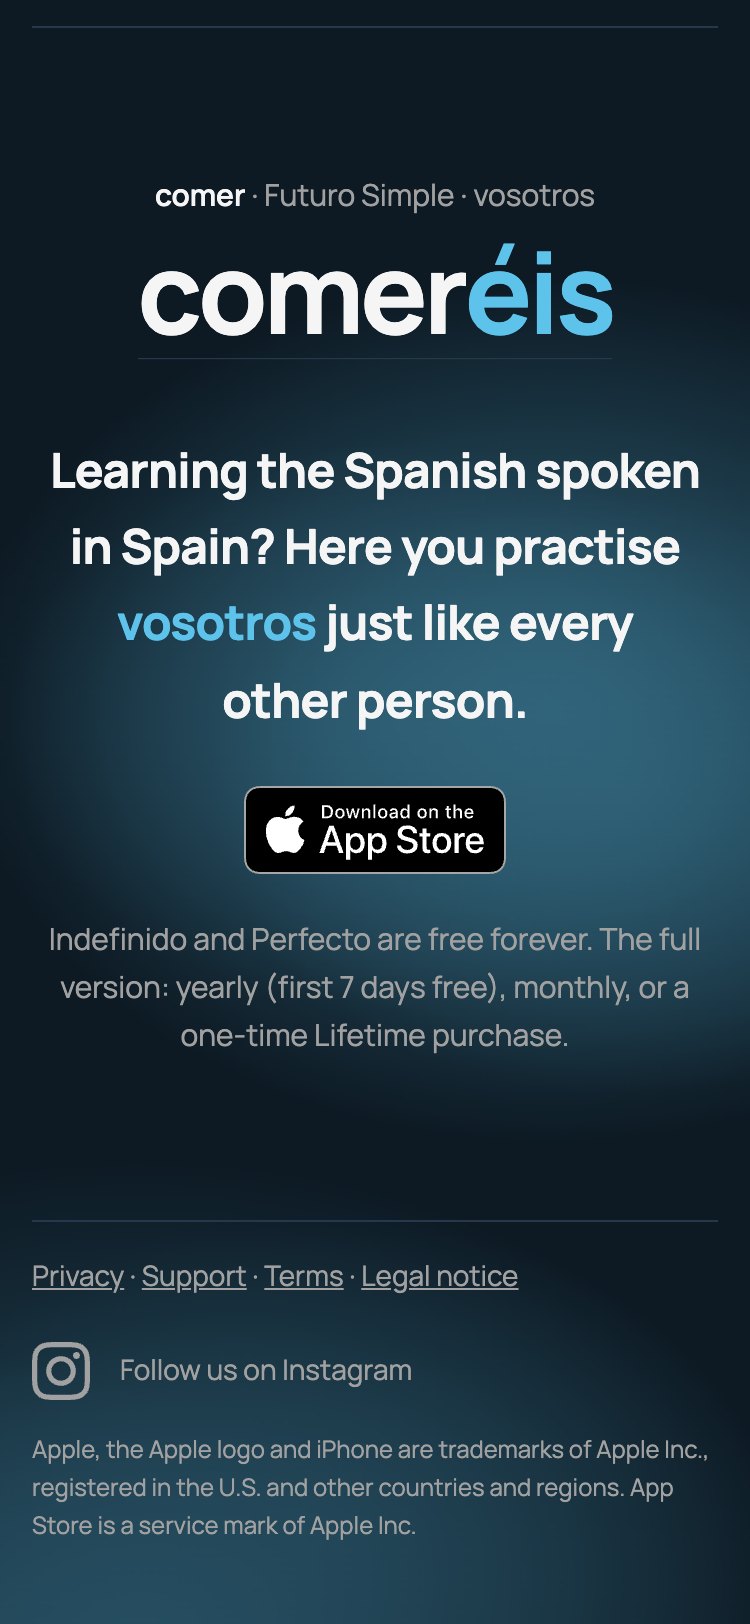 comer · Futuro Simple · vosotros
comeréis
Learning the Spanish spoken
in Spain? Here you practise
vosotros just like every
other person.
Download on the
App Store
Indefinido and Perfecto are free forever. The full
version: yearly (first 7 days free), monthly, or a
one-time Lifetime purchase.
Privacy · Support · Terms · Legal notice
Follow us on Instagram
Apple, the Apple logo and iPhone are trademarks of Apple Inc.,
registered in the U.S. and other countries and regions. App
Store is a service mark of Apple Inc.